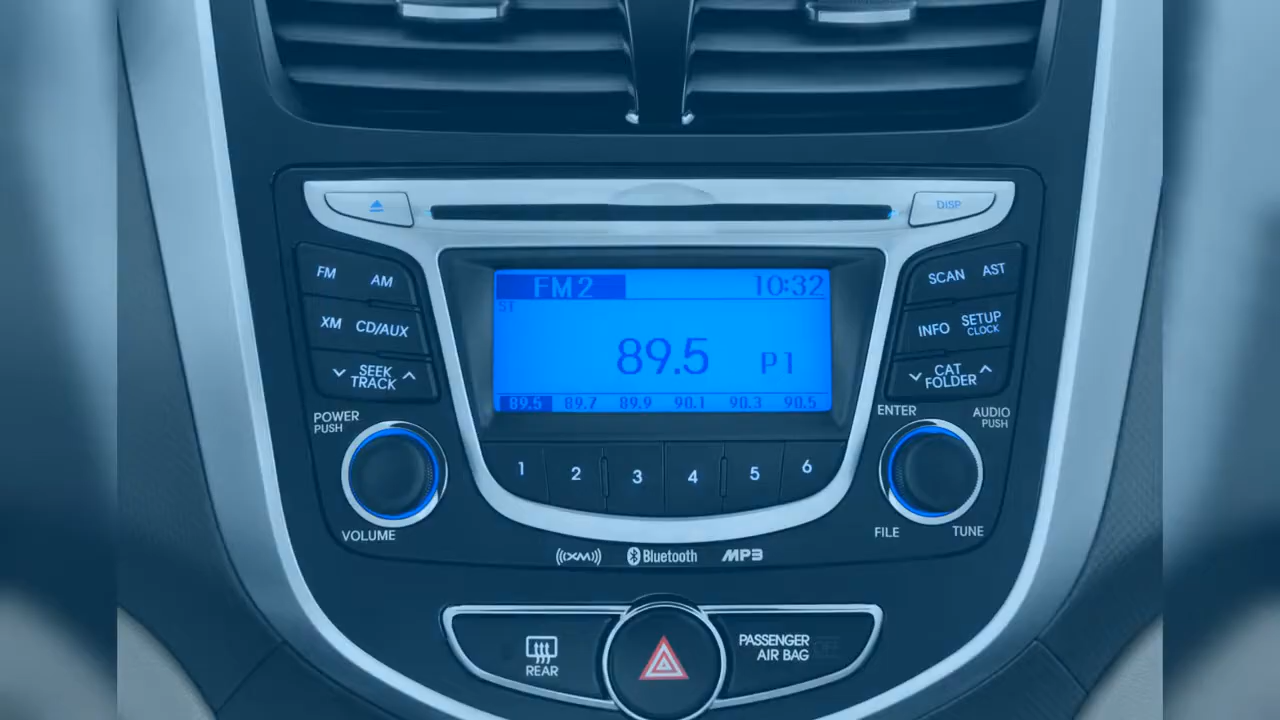 DISP
FM AM
SCAN AST
FM2 10:32
ST
XM CD/AUX
INFO SETUP
CLOCK
89.5 P1
SEEK
TRACK
CAT
FOLDER
89.5 89.7 89.9 90.1 90.3 90.5
POWER
PUSH
ENTER AUDIO
PUSH
1 2 3 4 5 6
VOLUME
FILE TUNE
((XM)) Bluetooth MP3
REAR
PASSENGER
AIR BAG OFF